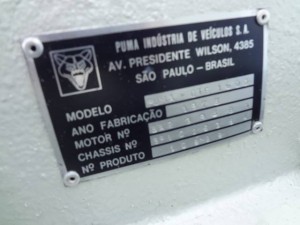 PUMA INDÚSTRIA DE VEÍCULOS S.A.
AV. PRESIDENTE WILSON, 4385
SÃO PAULO - BRASIL
MODELO
ANO FABRICAÇÃO
MOTOR Nº
CHASSIS Nº
Nº PRODUTO